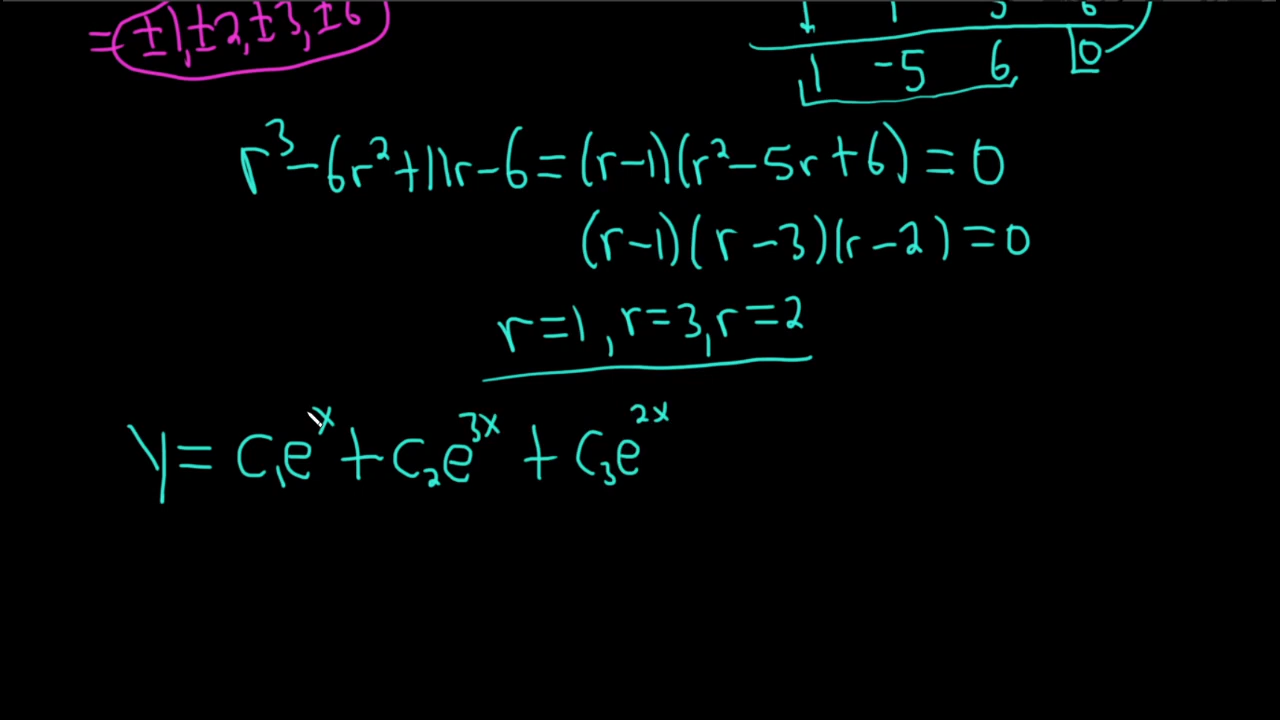 = ±1, ±2, ±3, ±6
1 -5 6 0
r³-6r²+11r-6=(r-1)(r²-5r+6)=0
(r-1)(r-3)(r-2)=0
r=1, r=3, r=2
y=c₁eˣ+c₂e³ˣ+c₃e²ˣ